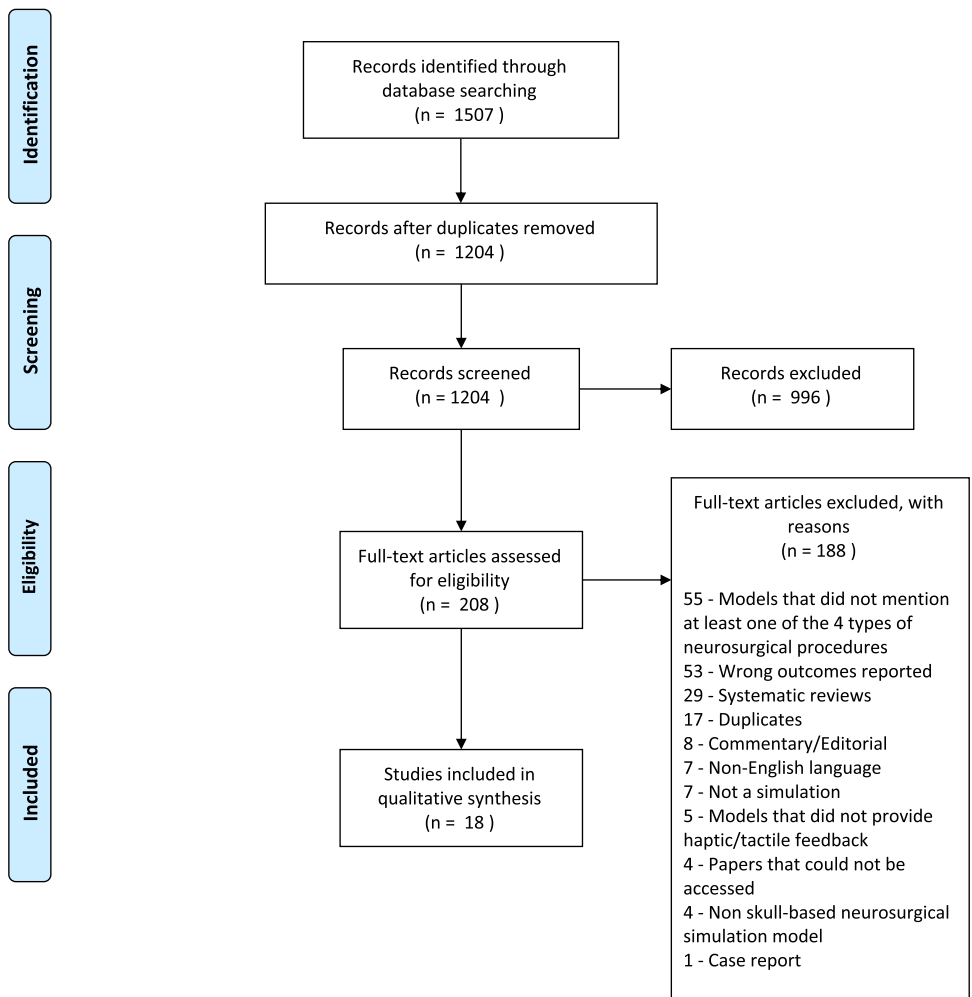 Identification
Records identified through
database searching
(n = 1507 )
Records after duplicates removed
(n = 1204 )
Screening
Records screened
(n = 1204 )
Records excluded
(n = 996 )
Eligibility
Full-text articles assessed
for eligibility
(n = 208 )
Full-text articles excluded, with
reasons
(n = 188 )
55 - Models that did not mention
at least one of the 4 types of
neurosurgical procedures
53 - Wrong outcomes reported
29 - Systematic reviews
17 - Duplicates
8 - Commentary/Editorial
7 - Non-English language
7 - Not a simulation
5 - Models that did not provide
haptic/tactile feedback
4 - Papers that could not be
accessed
4 - Non skull-based neurosurgical
simulation model
1 - Case report
Included
Studies included in
qualitative synthesis
(n = 18 )